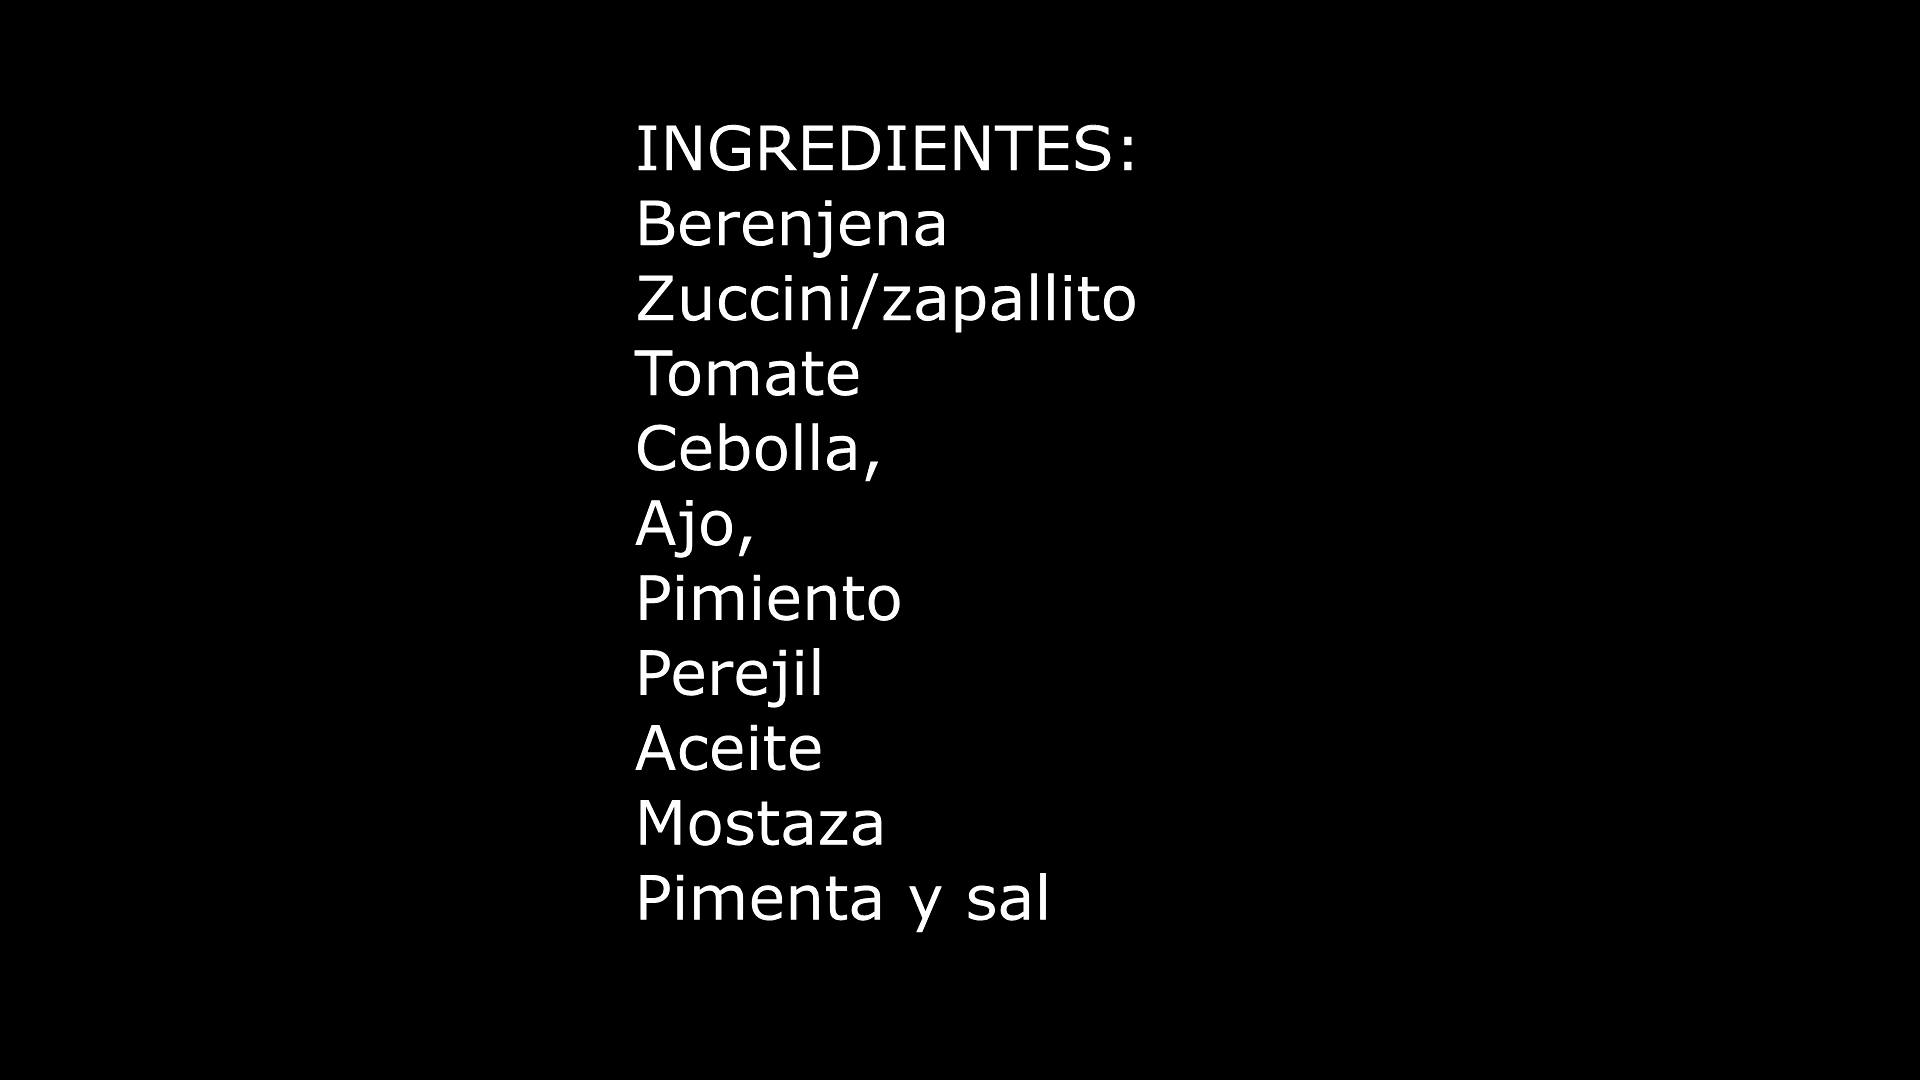 INGREDIENTES:
Berenjena
Zuccini/zapallito
Tomate
Cebolla,
Ajo,
Pimiento
Perejil
Aceite
Mostaza
Pimenta y sal